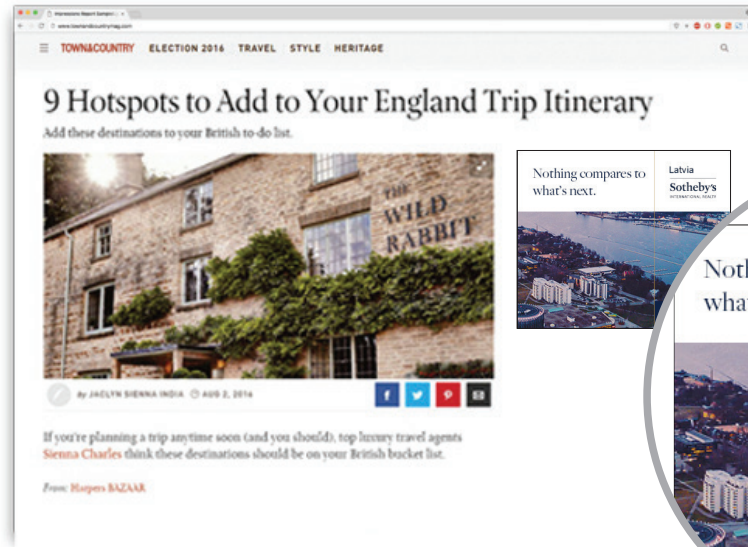 www.townandcountrymag.com
TOWN&COUNTRY ELECTION 2016 TRAVEL STYLE HERITAGE
9 Hotspots to Add to Your England Trip Itinerary
Add these destinations to your British to-do list.
THE
WILD
RABBIT
By JACLYN SIENNA INDIA AUG 2, 2016
If you're planning a trip anytime soon (and you should), top luxury travel agents
Sienna Charles think these destinations should be on your British bucket list.
From: Harpers BAZAAR
Nothing compares to
what's next.
Latvia
Sotheby's
INTERNATIONAL REALTY
Noth
what